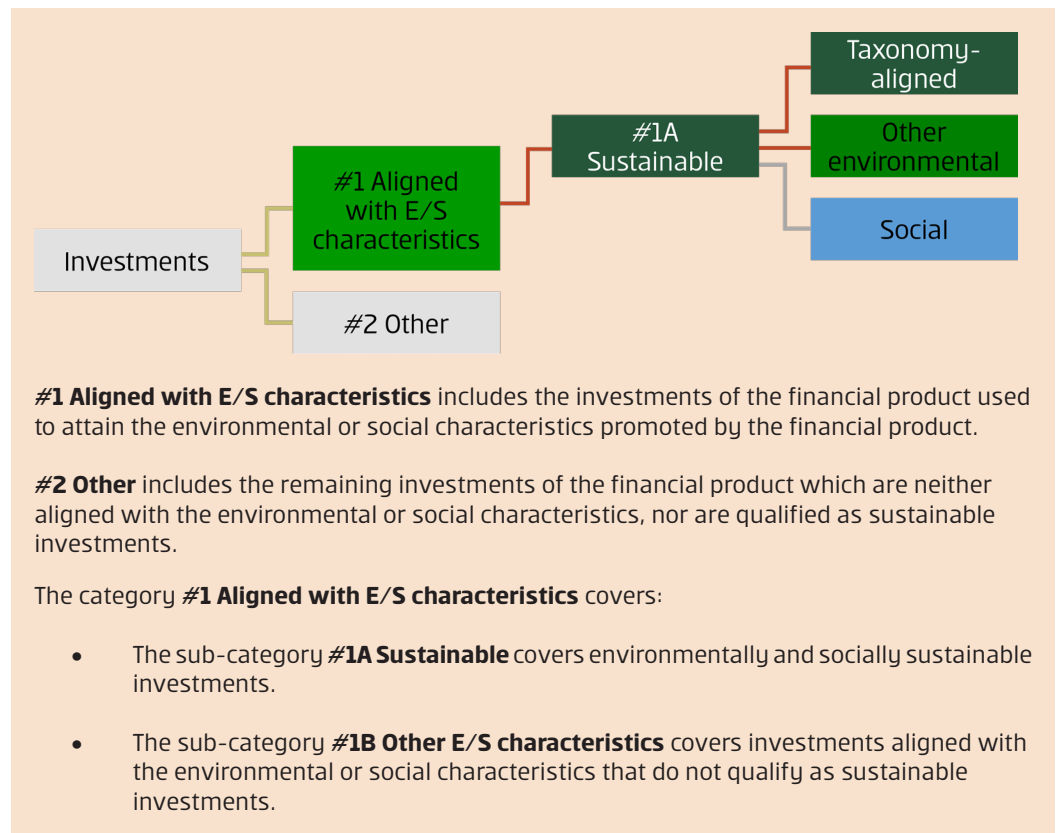 Taxonomy-
aligned
#1A
Sustainable
Other
environmental
#1 Aligned
with E/S
characteristics
Social
Investments
#2 Other
#1 Aligned with E/S characteristics includes the investments of the financial product used
to attain the environmental or social characteristics promoted by the financial product.
#2 Other includes the remaining investments of the financial product which are neither
aligned with the environmental or social characteristics, nor are qualified as sustainable
investments.
The category #1 Aligned with E/S characteristics covers:
• The sub-category #1A Sustainable covers environmentally and socially sustainable
investments.
• The sub-category #1B Other E/S characteristics covers investments aligned with
the environmental or social characteristics that do not qualify as sustainable
investments.